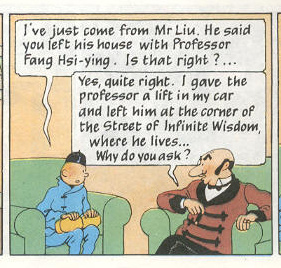 I've just come from Mr Liu. He said
you left his house with Professor
Fang Hsi-ying. Is that right?...
Yes, quite right. I gave the
professor a lift in my car
and left him at the corner of
the Street of Infinite Wisdom,
where he lives...
Why do you ask?